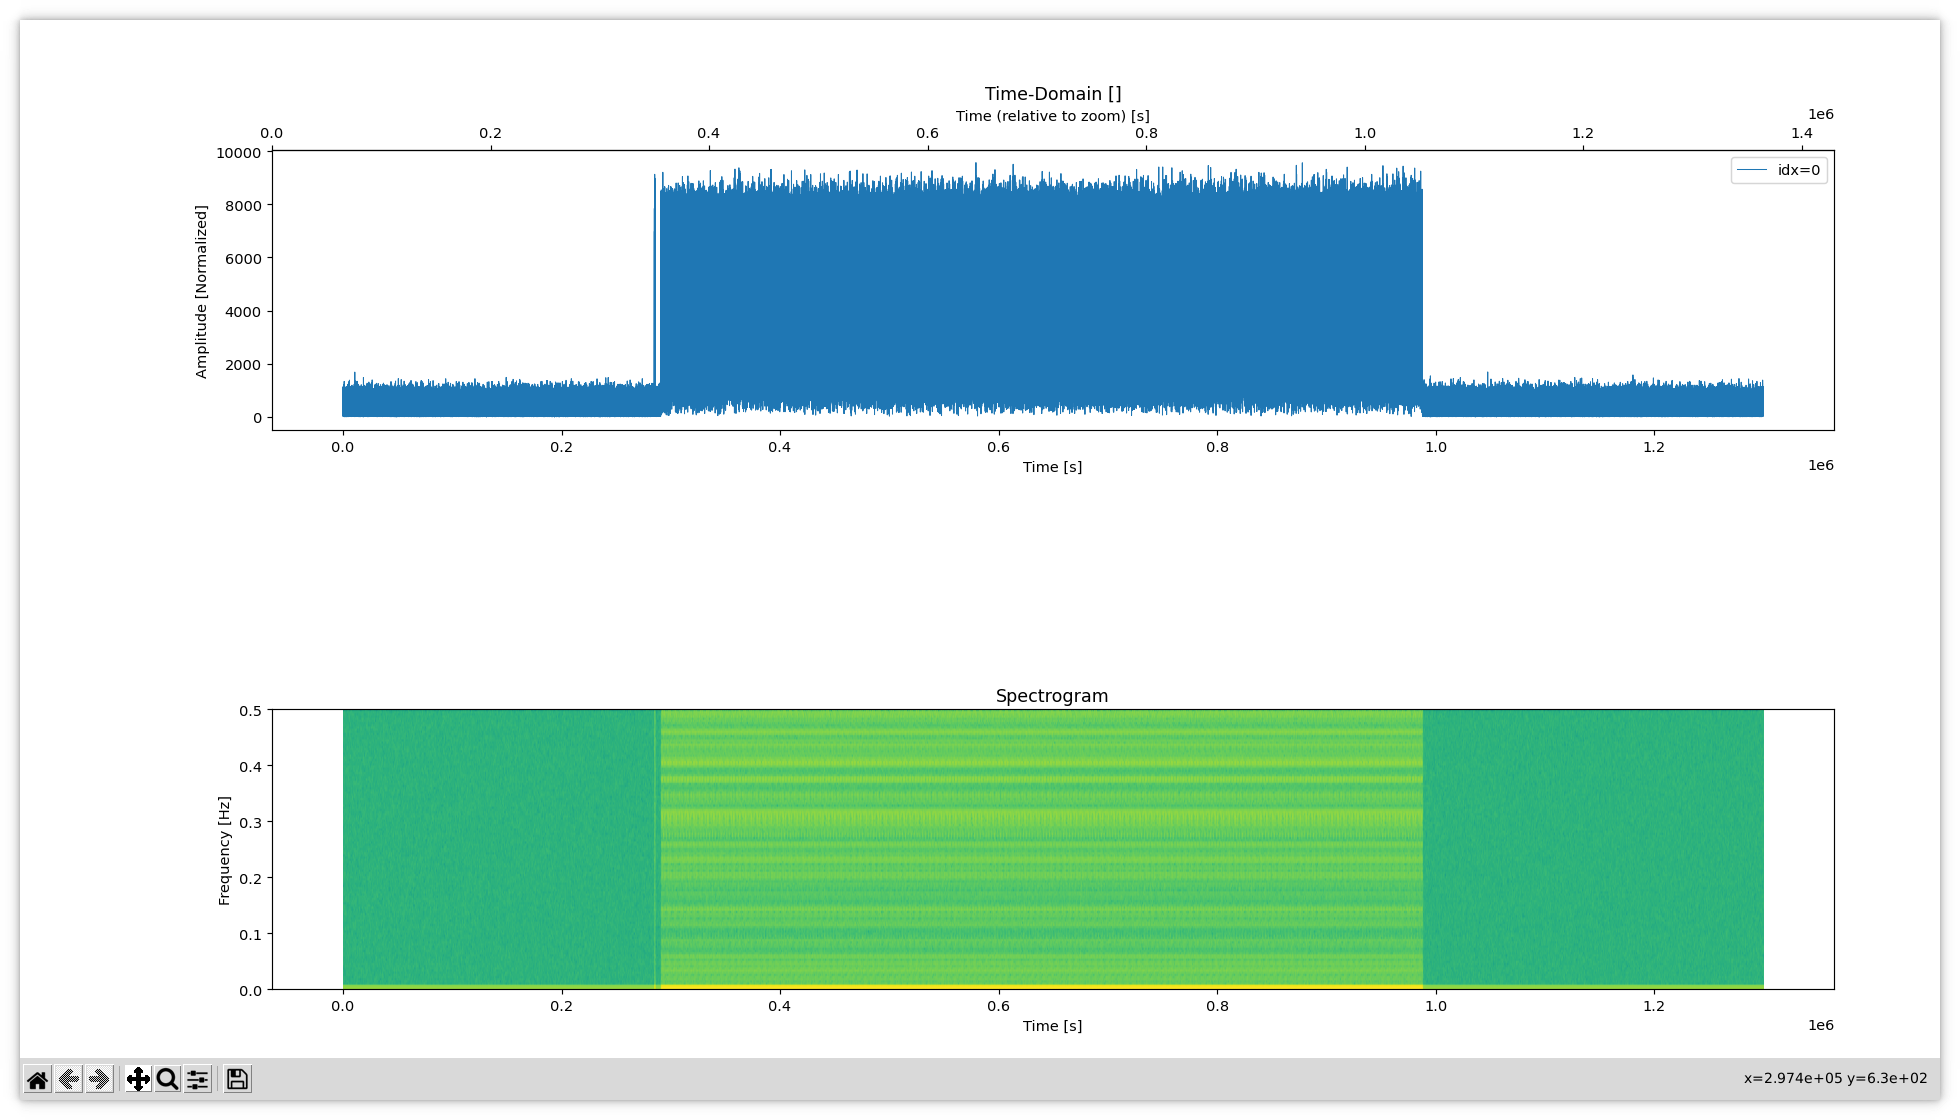 Time-Domain []
Time (relative to zoom) [s]
1e6
0.0 0.2 0.4 0.6 0.8 1.0 1.2 1.4
10000
8000
6000
4000
2000
0
Amplitude [Normalized]
idx=0
0.0 0.2 0.4 0.6 0.8 1.0 1.2
Time [s]
1e6
Spectrogram
0.5
0.4
0.3
0.2
0.1
0.0
Frequency [Hz]
0.0 0.2 0.4 0.6 0.8 1.0 1.2
Time [s]
1e6
x=2.974e+05 y=6.3e+02